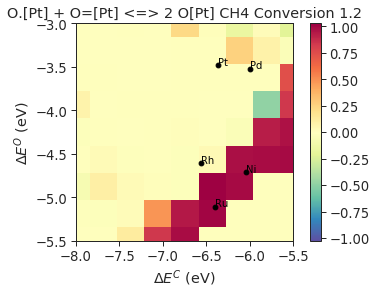 O.[Pt] + O=[Pt] <=> 2 O[Pt] CH4 Conversion 1.2
−3.0
−3.5
−4.0
−4.5
−5.0
−5.5
ΔE^O (eV)
Pt
Pd
Rh
Ni
Ru
−8.0 −7.5 −7.0 −6.5 −6.0 −5.5
ΔE^C (eV)
1.00
0.75
0.50
0.25
0.00
−0.25
−0.50
−0.75
−1.00